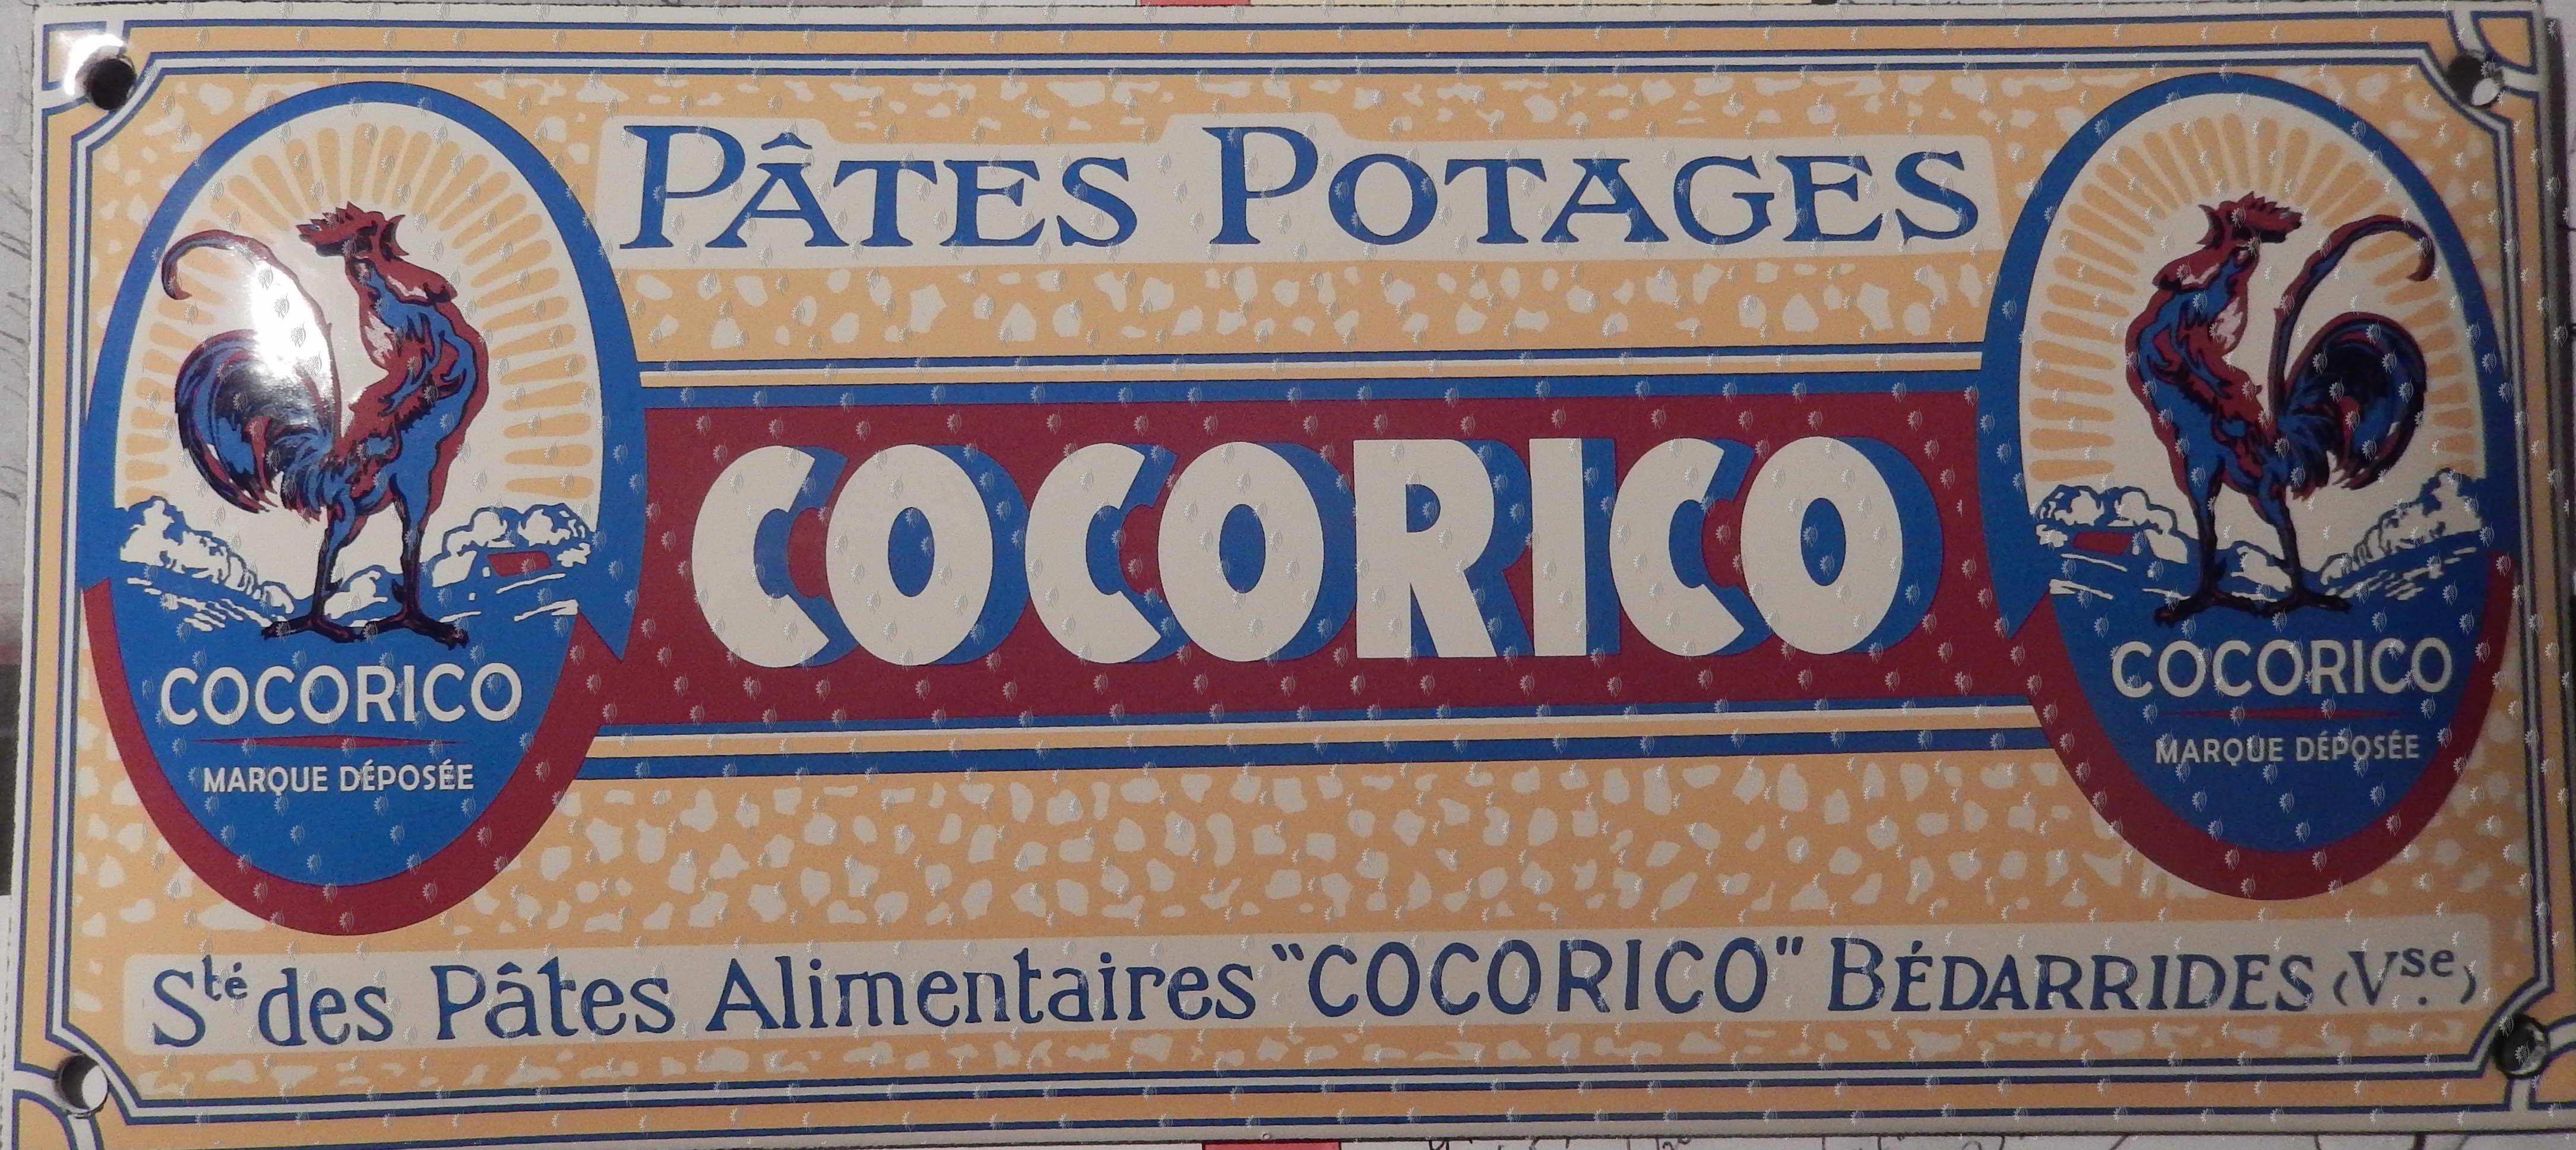 PÂTES POTAGES
COCORICO
COCORICO
MARQUE DÉPOSÉE
COCORICO
MARQUE DÉPOSÉE
Sté des Pâtes Alimentaires "COCORICO" BÉDARRIDES (Vse)